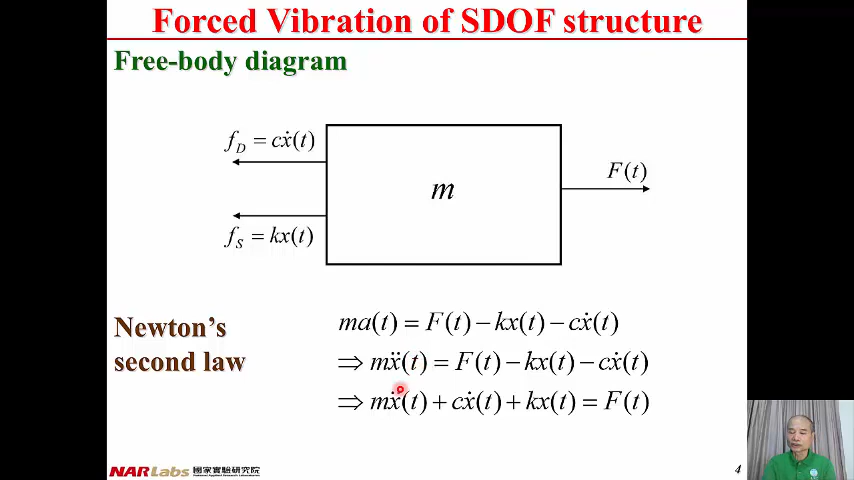 Forced Vibration of SDOF structure
Free-body diagram
f_D = cẋ(t)
F(t)
m
f_S = kx(t)
Newton's
second law
ma(t) = F(t) − kx(t) − cẋ(t)
⇒ mẍ(t) = F(t) − kx(t) − cẋ(t)
⇒ mẍ(t) + cẋ(t) + kx(t) = F(t)
NARLabs 國家實驗研究院
4